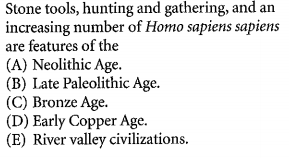 Stone tools, hunting and gathering, and an
increasing number of Homo sapiens sapiens
are features of the
(A) Neolithic Age.
(B) Late Paleolithic Age.
(C) Bronze Age.
(D) Early Copper Age.
(E) River valley civilizations.